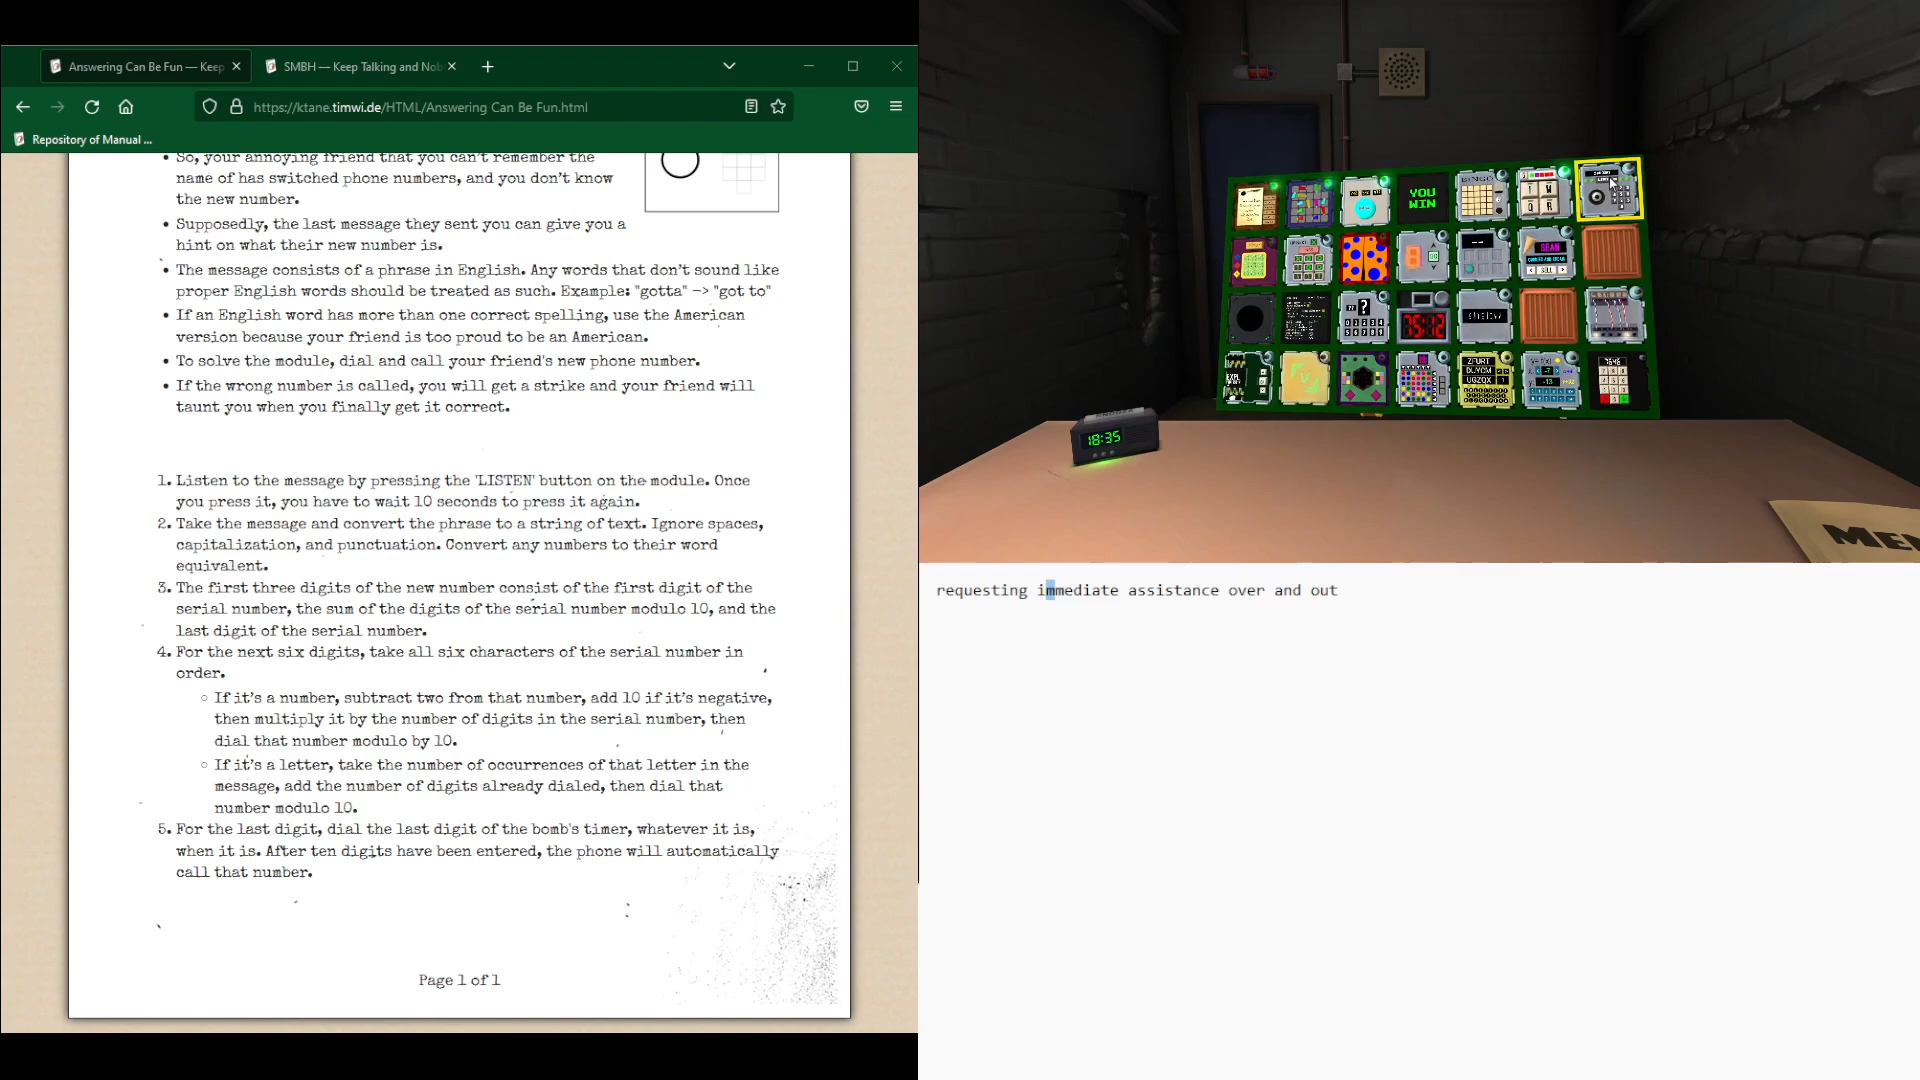 Answering Can Be Fun — Keep
SMBH — Keep Talking and Nob
https://ktane.timwi.de/HTML/Answering Can Be Fun.html
Repository of Manual ...
• So, your annoying friend that you can't remember the
name of has switched phone numbers, and you don't know
the new number.
• Supposedly, the last message they sent you can give you a
hint on what their new number is.
• The message consists of a phrase in English. Any words that don't sound like
proper English words should be treated as such. Example: "gotta" -> "got to"
• If an English word has more than one correct spelling, use the American
version because your friend is too proud to be an American.
• To solve the module, dial and call your friend's new phone number.
• If the wrong number is called, you will get a strike and your friend will
taunt you when you finally get it correct.
1. Listen to the message by pressing the 'LISTEN' button on the module. Once
you press it, you have to wait 10 seconds to press it again.
2. Take the message and convert the phrase to a string of text. Ignore spaces,
capitalization, and punctuation. Convert any numbers to their word
equivalent.
3. The first three digits of the new number consist of the first digit of the
serial number, the sum of the digits of the serial number modulo 10, and the
last digit of the serial number.
4. For the next six digits, take all six characters of the serial number in
order.
○ If it's a number, subtract two from that number, add 10 if it's negative,
then multiply it by the number of digits in the serial number, then
dial that number modulo by 10.
○ If it's a letter, take the number of occurrences of that letter in the
message, add the number of digits already dialed, then dial that
number modulo 10.
5. For the last digit, dial the last digit of the bomb's timer, whatever it is,
when it is. After ten digits have been entered, the phone will automatically
call that number.
Page 1 of 1
YOU
WIN
BINGO
T W
Q R
SEAN
SELL
?
75:12
shallow
ZFURT
DUYCM
UGZQX
-7
-13
7646
18:35
requesting immediate assistance over and out